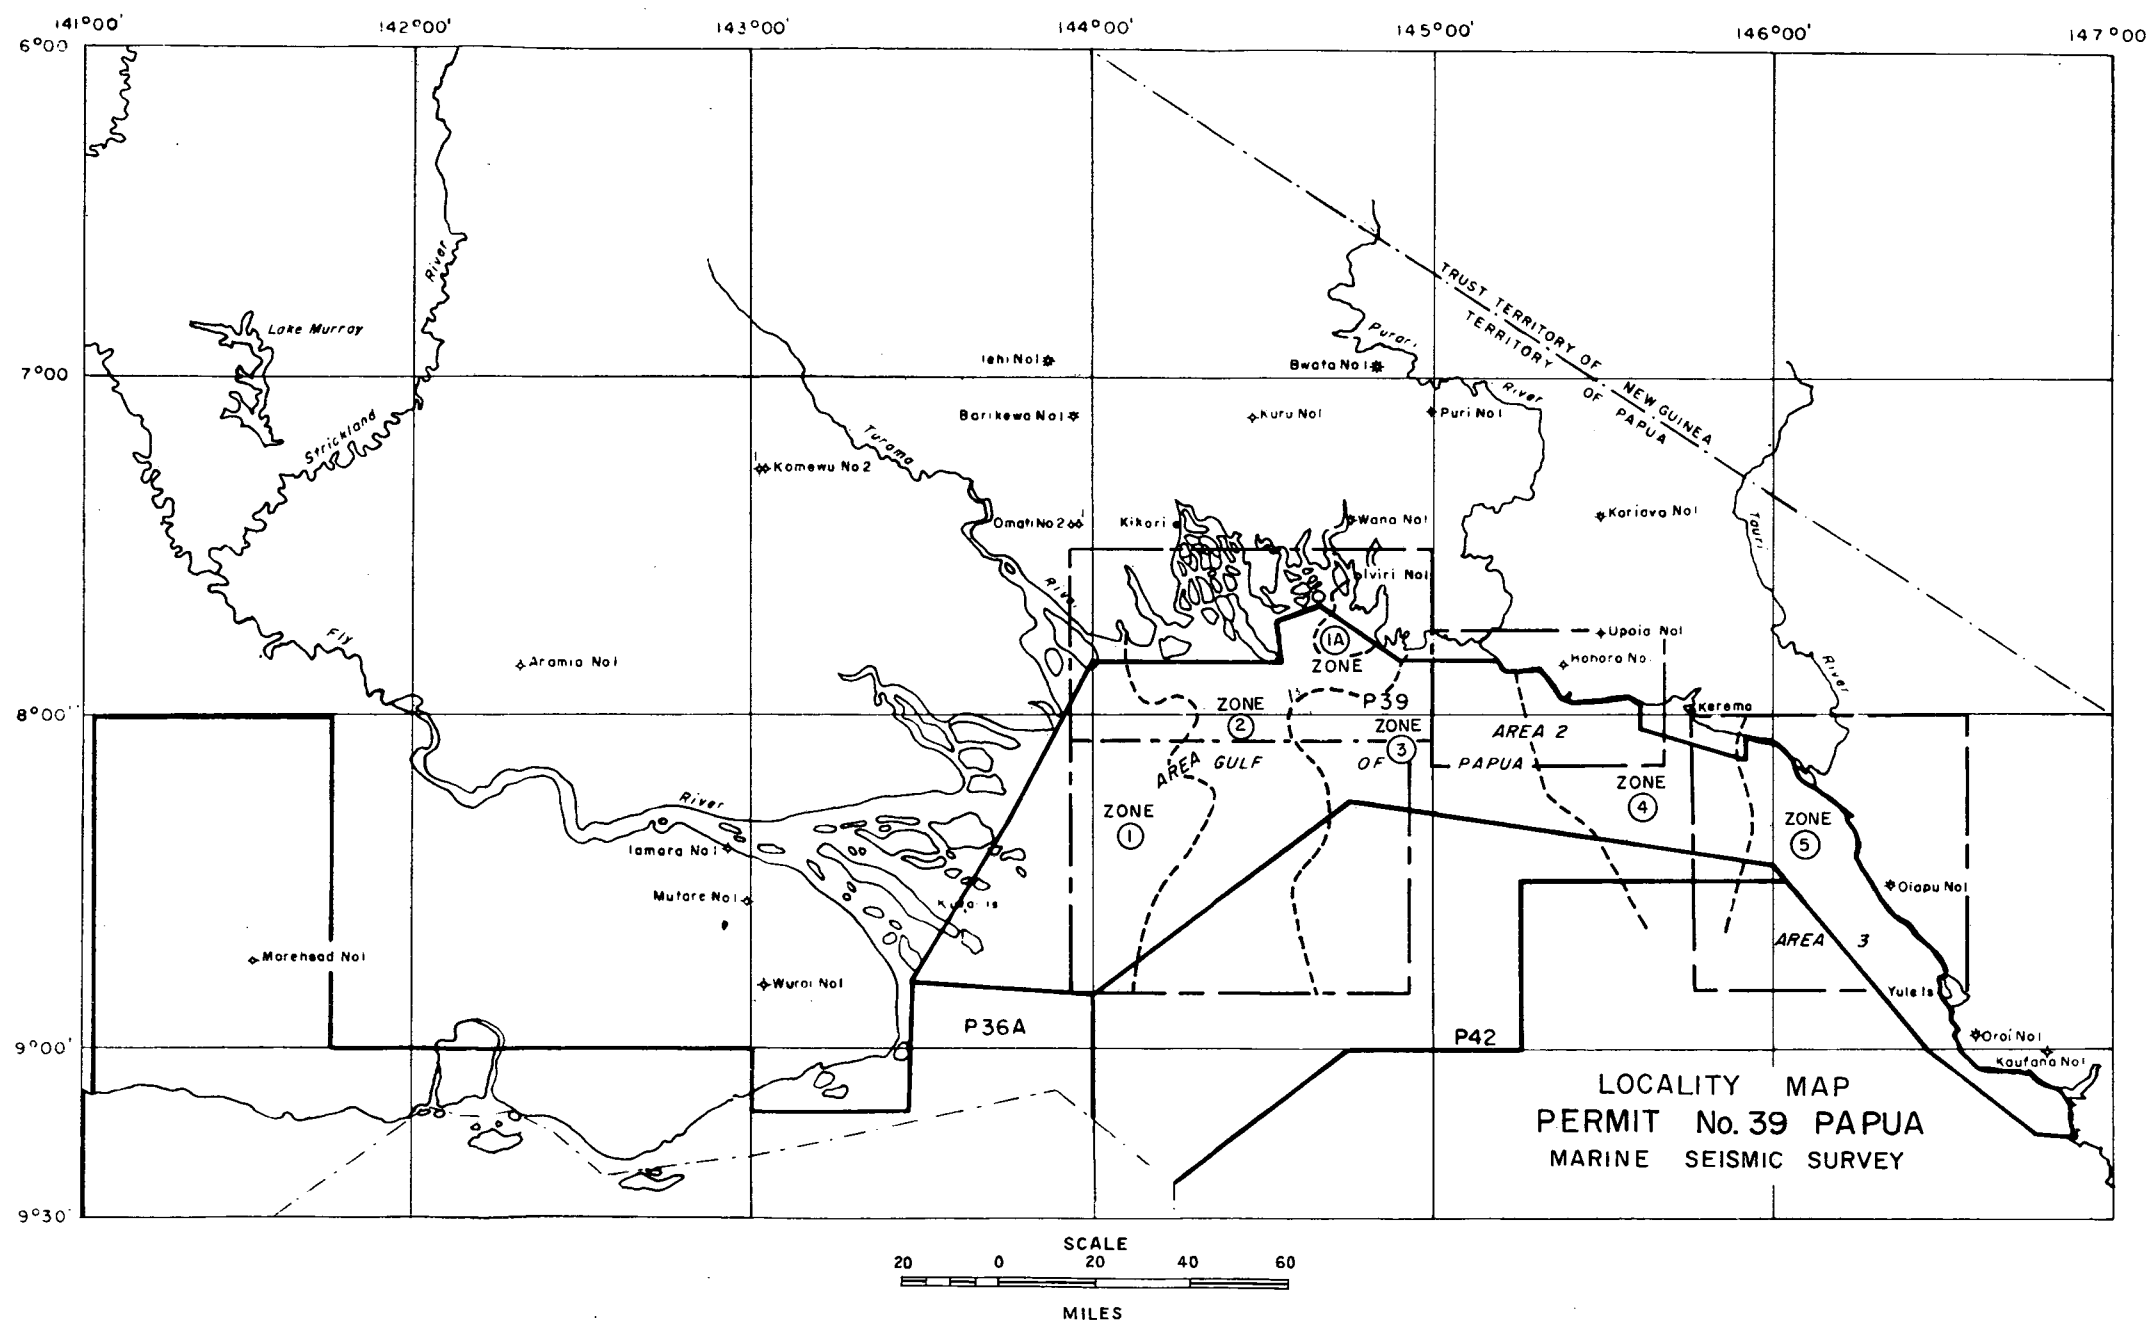 141°00' 142°00' 143°00' 144°00' 145°00' 146°00' 147°00
6°00
River
TRUST TERRITORY OF NEW GUINEA
TERRITORY OF PAPUA
Lake Murray
Purari
Iehi No1
Bwata No1
7°00
River
Barikewa No1
Kuru No1
Puri No1
Strickland
Turama
1
Komewu No2
Omati No2
1
Kikori
Wana No1
Kariava No1
Tauri
Iviri No1
River
Fly
Upoia No1
1A
ZONE
Aramia No1
Hohoro No.
River
P39
ZONE
2
Kerema
8°00'
ZONE
3
AREA 2
AREA
GULF OF PAPUA
ZONE
4
River
ZONE
1
ZONE
5
Iamara No1
Oiapu No1
Mutare No1
AREA 3
Morehead No1
Wuroi No1
Yule Is
P36A
P42
Oroi No1
9°00'
Kaufana No1
LOCALITY MAP
PERMIT No. 39 PAPUA
MARINE SEISMIC SURVEY
9°30'
SCALE
20 0 20 40 60
MILES